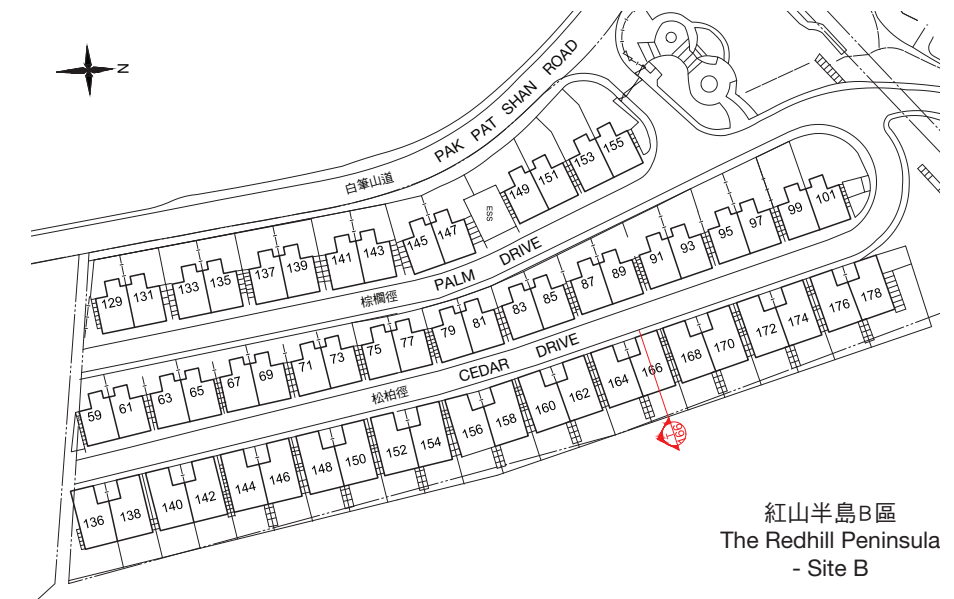 N
PAK PAT SHAN ROAD
白筆山道
149 151 153 155
ESS
129 131 133 135 137 139 141 143 145 147
PALM DRIVE
棕櫚徑
59 61 63 65 67 69 71 73 75 77 79 81 83 85 87 89 91 93 95 97 99 101
CEDAR DRIVE
松柏徑
136 138 140 142 144 146 148 150 152 154 156 158 160 162 164 166 168 170 172 174 176 178
166
紅山半島B區
The Redhill Peninsula
- Site B